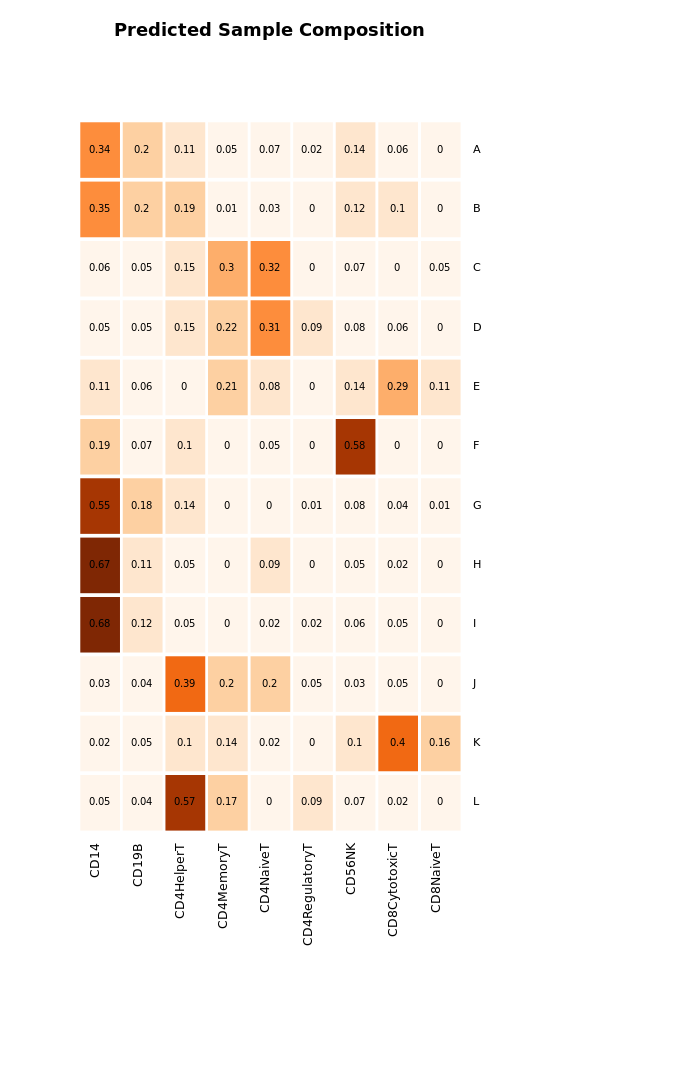 Predicted Sample Composition
0.34 0.2 0.11 0.05 0.07 0.02 0.14 0.06 0 A
0.35 0.2 0.19 0.01 0.03 0 0.12 0.1 0 B
0.06 0.05 0.15 0.3 0.32 0 0.07 0 0.05 C
0.05 0.05 0.15 0.22 0.31 0.09 0.08 0.06 0 D
0.11 0.06 0 0.21 0.08 0 0.14 0.29 0.11 E
0.19 0.07 0.1 0 0.05 0 0.58 0 0 F
0.55 0.18 0.14 0 0 0.01 0.08 0.04 0.01 G
0.67 0.11 0.05 0 0.09 0 0.05 0.02 0 H
0.68 0.12 0.05 0 0.02 0.02 0.06 0.05 0 I
0.03 0.04 0.39 0.2 0.2 0.05 0.03 0.05 0 J
0.02 0.05 0.1 0.14 0.02 0 0.1 0.4 0.16 K
0.05 0.04 0.57 0.17 0 0.09 0.07 0.02 0 L
CD14 CD19B CD4HelperT CD4MemoryT CD4NaiveT CD4RegulatoryT CD56NK CD8CytotoxicT CD8NaiveT